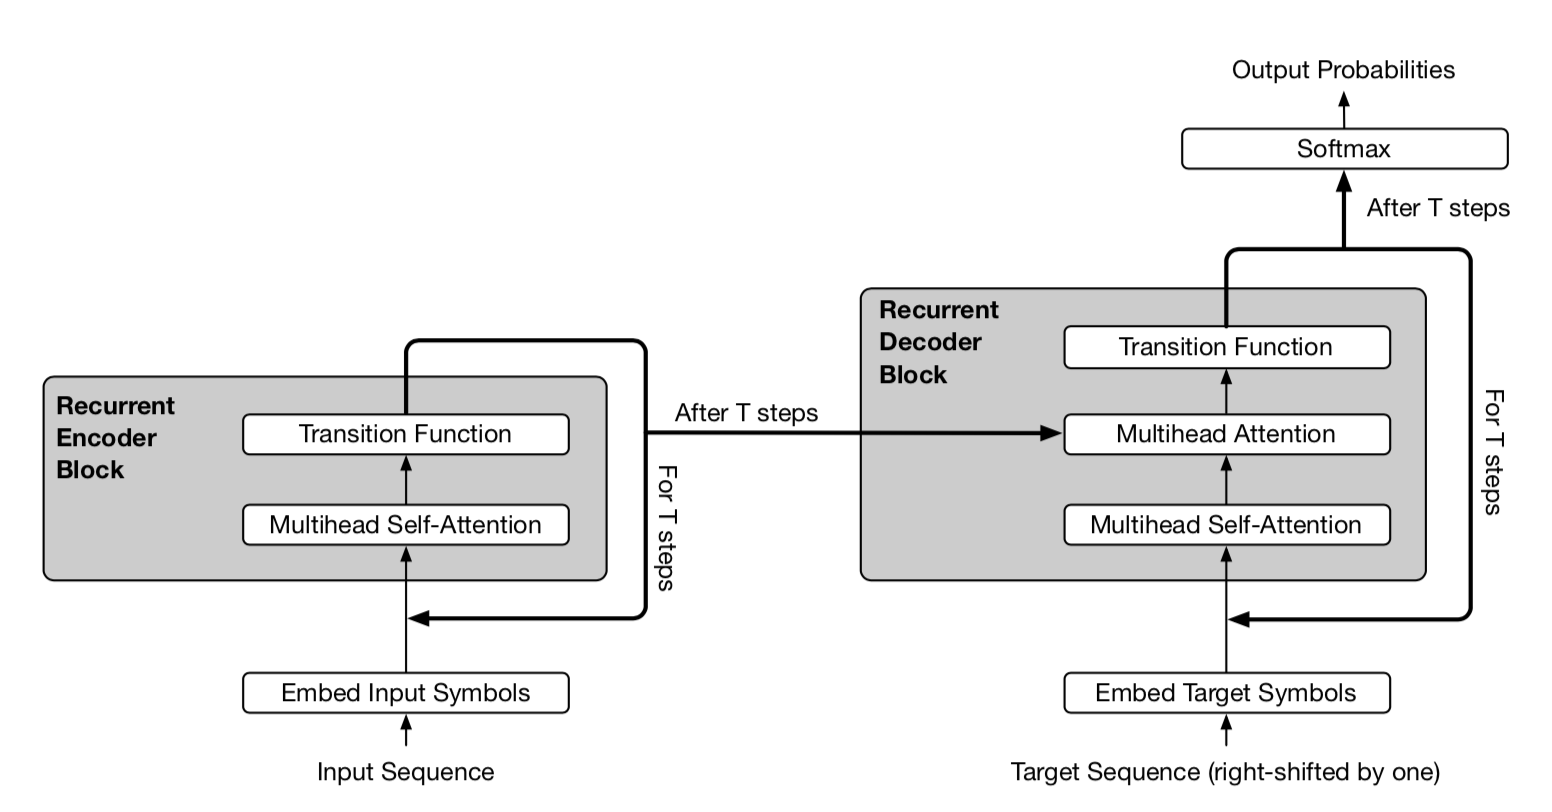 Output Probabilities
Softmax
After T steps
Recurrent
Decoder
Block
Transition Function
Multihead Attention
Multihead Self-Attention
For T steps
After T steps
Recurrent
Encoder
Block
Transition Function
Multihead Self-Attention
For T steps
Embed Input Symbols
Embed Target Symbols
Input Sequence
Target Sequence (right-shifted by one)